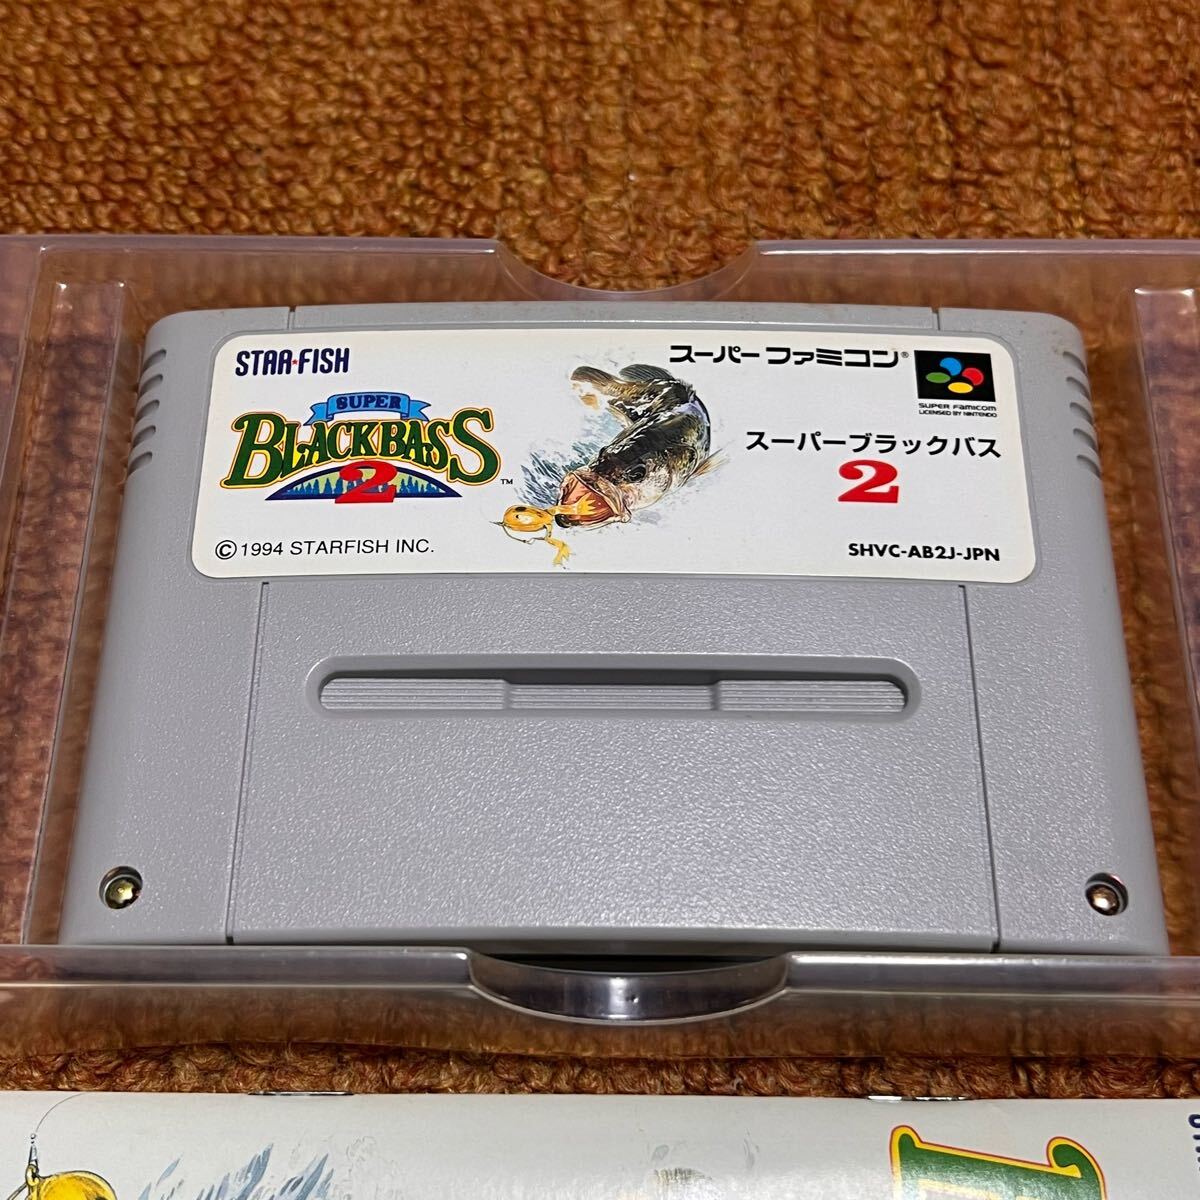 STAR★FISH
SUPER
BLACKBASS
2
TM
© 1994 STARFISH INC.
スーパーファミコン®
SUPER FAMICOM
LICENSED BY NINTENDO
スーパーブラックバス
2
SHVC-AB2J-JPN